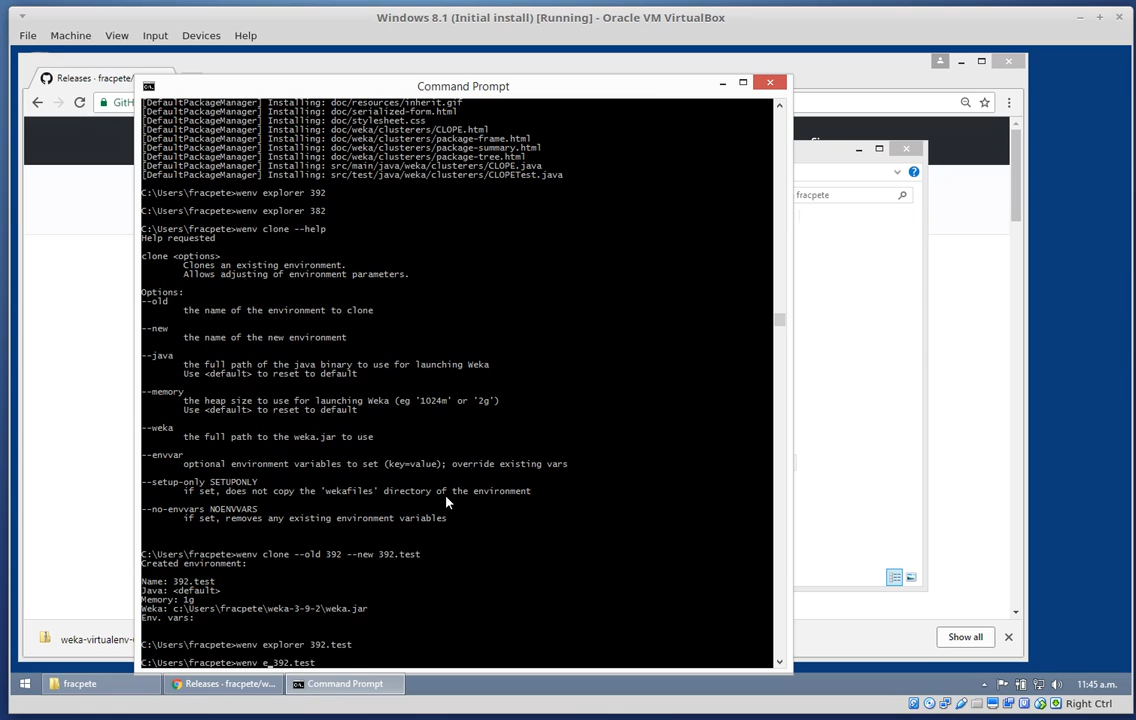 Windows 8.1 (Initial install) [Running] - Oracle VM VirtualBox
File Machine View Input Devices Help
Releases · fracpete/
Command Prompt
fracpete
[DefaultPackageManager] Installing: doc/resources/inherit.gif
[DefaultPackageManager] Installing: doc/serialized-form.html
[DefaultPackageManager] Installing: doc/stylesheet.css
[DefaultPackageManager] Installing: doc/weka/clusterers/CLOPE.html
[DefaultPackageManager] Installing: doc/weka/clusterers/package-frame.html
[DefaultPackageManager] Installing: doc/weka/clusterers/package-summary.html
[DefaultPackageManager] Installing: doc/weka/clusterers/package-tree.html
[DefaultPackageManager] Installing: src/main/java/weka/clusterers/CLOPE.java
[DefaultPackageManager] Installing: src/test/java/weka/clusterers/CLOPETest.java
C:\Users\fracpete>wenv explorer 392
C:\Users\fracpete>wenv explorer 382
C:\Users\fracpete>wenv clone --help
Help requested
clone <options>
Clones an existing environment.
Allows adjusting of environment parameters.
Options:
--old
the name of the environment to clone
--new
the name of the new environment
--java
the full path of the java binary to use for launching Weka
Use <default> to reset to default
--memory
the heap size to use for launching Weka (eg '1024m' or '2g')
Use <default> to reset to default
--weka
the full path to the weka.jar to use
--envvar
optional environment variables to set (key=value); override existing vars
--setup-only SETUPONLY
if set, does not copy the 'wekafiles' directory of the environment
--no-envvars NOENVVARS
if set, removes any existing environment variables
C:\Users\fracpete>wenv clone --old 392 --new 392.test
Created environment:
Name: 392.test
Java: <default>
Memory: 1g
Weka: c:\Users\fracpete\weka-3-9-2\weka.jar
Env. vars:
C:\Users\fracpete>wenv explorer 392.test
C:\Users\fracpete>wenv e_392.test
weka-virtualenv-
Show all
fracpete
Releases · fracpete/w...
Command Prompt
11:45 a.m.
Right Ctrl